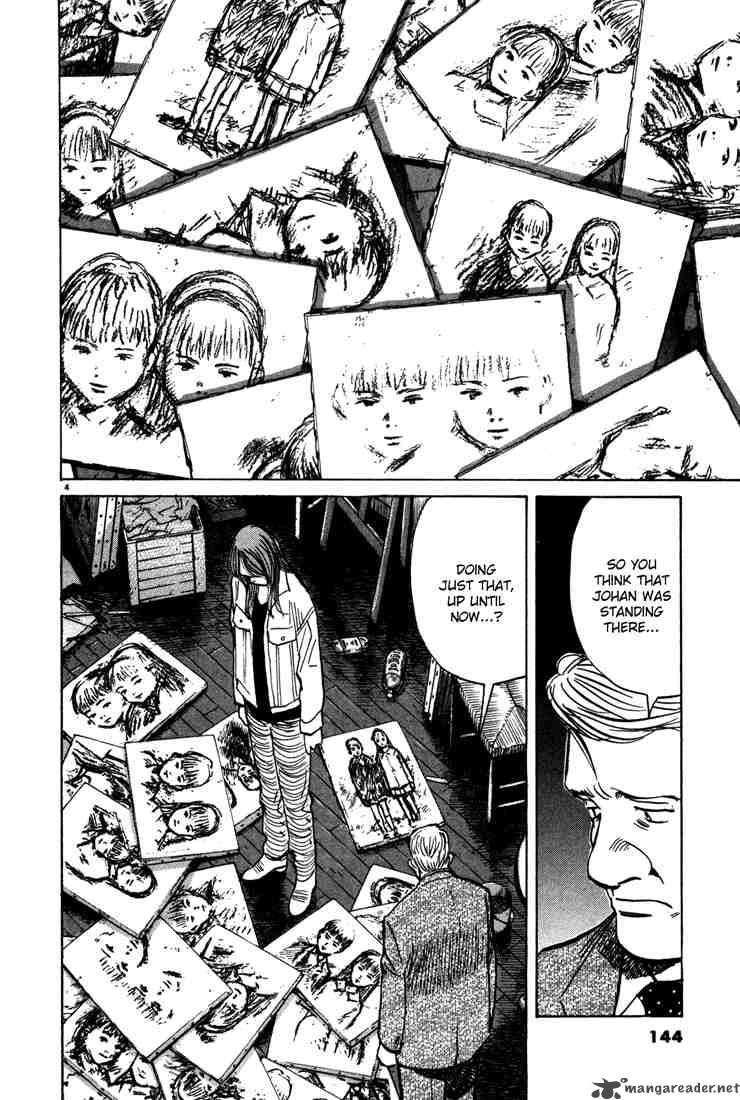 4
SO YOU
THINK THAT
JOHAN WAS
STANDING
THERE...
DOING
JUST THAT,
UP UNTIL
NOW...?
144
mangareader.net